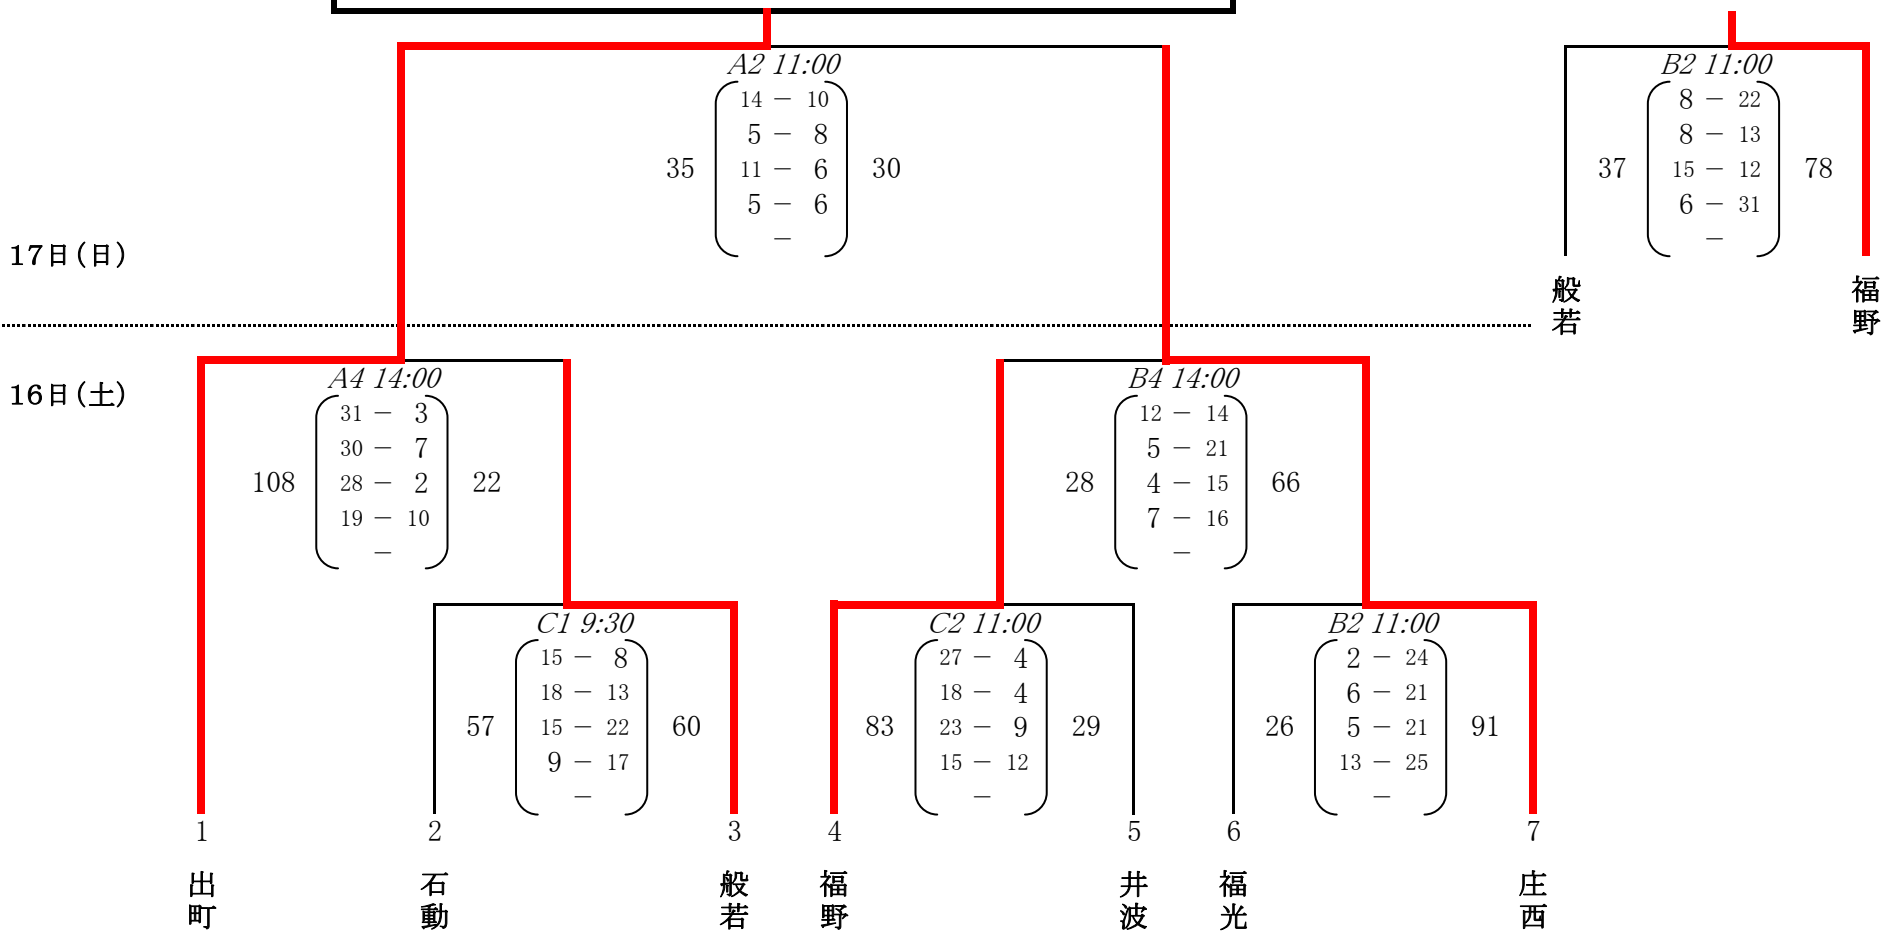 A2 11:00
14 － 10
5 － 8
35 11 － 6 30
5 － 6
－
B2 11:00
8 － 22
8 － 13
37 15 － 12 78
6 － 31
－
般若
福野
17日(日)
16日(土)
A4 14:00
31 － 3
30 － 7
108 28 － 2 22
19 － 10
－
B4 14:00
12 － 14
5 － 21
28 4 － 15 66
7 － 16
－
C1 9:30
15 － 8
18 － 13
57 15 － 22 60
9 － 17
－
C2 11:00
27 － 4
18 － 4
83 23 － 9 29
15 － 12
－
B2 11:00
2 － 24
6 － 21
26 5 － 21 91
13 － 25
－
1 2 3 4 5 6 7
出町
石動
般若
福野
井波
福光
庄西